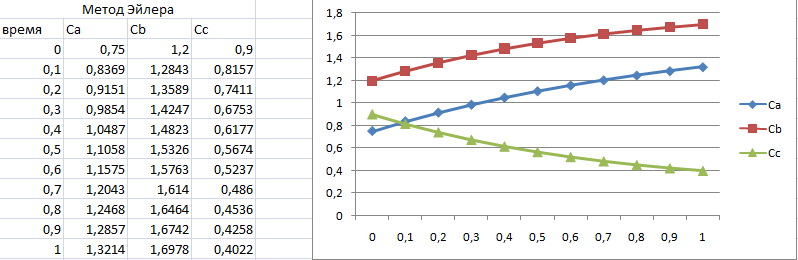 Метод Эйлера
время Ca Cb Cc
0 0,75 1,2 0,9
0,1 0,8369 1,2843 0,8157
0,2 0,9151 1,3589 0,7411
0,3 0,9854 1,4247 0,6753
0,4 1,0487 1,4823 0,6177
0,5 1,1058 1,5326 0,5674
0,6 1,1575 1,5763 0,5237
0,7 1,2043 1,614 0,486
0,8 1,2468 1,6464 0,4536
0,9 1,2857 1,6742 0,4258
1 1,3214 1,6978 0,4022
1,8
1,6
1,4
1,2
1
0,8
0,6
0,4
0,2
0
0 0,1 0,2 0,3 0,4 0,5 0,6 0,7 0,8 0,9 1
Ca
Cb
Cc